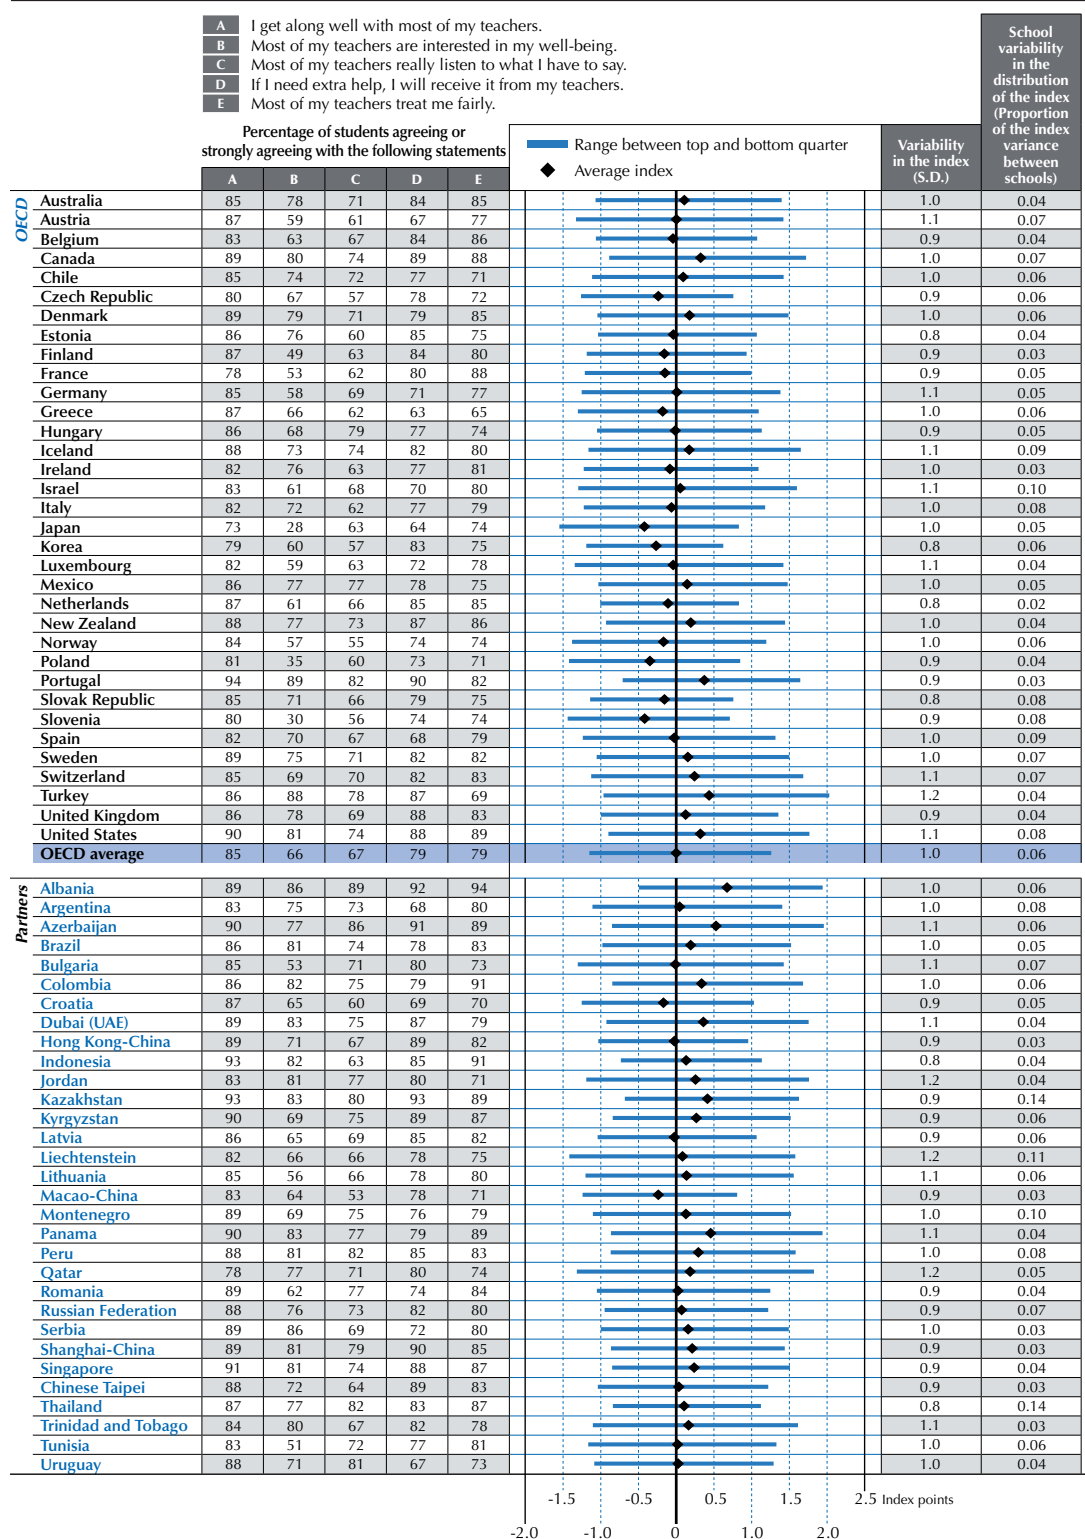 A I get along well with most of my teachers.
B Most of my teachers are interested in my well-being.
C Most of my teachers really listen to what I have to say.
D If I need extra help, I will receive it from my teachers.
E Most of my teachers treat me fairly.
School variability in the distribution of the index (Proportion of the index variance between schools)
Percentage of students agreeing or
strongly agreeing with the following statements
Range between top and bottom quarter
Average index
Variability in the index (S.D.)
A B C D E
OECD
Australia 85 78 71 84 85 1.0 0.04
Austria 87 59 61 67 77 1.1 0.07
Belgium 83 63 67 84 86 0.9 0.04
Canada 89 80 74 89 88 1.0 0.07
Chile 85 74 72 77 71 1.0 0.06
Czech Republic 80 67 57 78 72 0.9 0.06
Denmark 89 79 71 79 85 1.0 0.06
Estonia 86 76 60 85 75 0.8 0.04
Finland 87 49 63 84 80 0.9 0.03
France 78 53 62 80 88 0.9 0.05
Germany 85 58 69 71 77 1.1 0.05
Greece 87 66 62 63 65 1.0 0.06
Hungary 86 68 79 77 74 0.9 0.05
Iceland 88 73 74 82 80 1.1 0.09
Ireland 82 76 63 77 81 1.0 0.03
Israel 83 61 68 70 80 1.1 0.10
Italy 82 72 62 77 79 1.0 0.08
Japan 73 28 63 64 74 1.0 0.05
Korea 79 60 57 83 75 0.8 0.06
Luxembourg 82 59 63 72 78 1.1 0.04
Mexico 86 77 77 78 75 1.0 0.05
Netherlands 87 61 66 85 85 0.8 0.02
New Zealand 88 77 73 87 86 1.0 0.04
Norway 84 57 55 74 74 1.0 0.06
Poland 81 35 60 73 71 0.9 0.04
Portugal 94 89 82 90 82 0.9 0.03
Slovak Republic 85 71 66 79 75 0.8 0.08
Slovenia 80 30 56 74 74 0.9 0.08
Spain 82 70 67 68 79 1.0 0.09
Sweden 89 75 71 82 82 1.0 0.07
Switzerland 85 69 70 82 83 1.1 0.07
Turkey 86 88 78 87 69 1.2 0.04
United Kingdom 86 78 69 88 83 0.9 0.04
United States 90 81 74 88 89 1.1 0.08
OECD average 85 66 67 79 79 1.0 0.06
Partners
Albania 89 86 89 92 94 1.0 0.06
Argentina 83 75 73 68 80 1.0 0.08
Azerbaijan 90 77 86 91 89 1.1 0.06
Brazil 86 81 74 78 83 1.0 0.05
Bulgaria 85 53 71 80 73 1.1 0.07
Colombia 86 82 75 79 91 1.0 0.06
Croatia 87 65 60 69 70 0.9 0.05
Dubai (UAE) 89 83 75 87 79 1.1 0.04
Hong Kong-China 89 71 67 89 82 0.9 0.03
Indonesia 93 82 63 85 91 0.8 0.04
Jordan 83 81 77 80 71 1.2 0.04
Kazakhstan 93 83 80 93 89 0.9 0.14
Kyrgyzstan 90 69 75 89 87 0.9 0.06
Latvia 86 65 69 85 82 0.9 0.06
Liechtenstein 82 66 66 78 75 1.2 0.11
Lithuania 85 56 66 78 80 1.1 0.06
Macao-China 83 64 53 78 71 0.9 0.03
Montenegro 89 69 75 76 79 1.0 0.10
Panama 90 83 77 79 89 1.1 0.04
Peru 88 81 82 85 83 1.0 0.08
Qatar 78 77 71 80 74 1.2 0.05
Romania 89 62 77 74 84 0.9 0.04
Russian Federation 88 76 73 82 80 0.9 0.07
Serbia 89 86 69 72 80 1.0 0.03
Shanghai-China 89 81 79 90 85 0.9 0.03
Singapore 91 81 74 88 87 0.9 0.04
Chinese Taipei 88 72 64 89 83 0.9 0.03
Thailand 87 77 82 83 87 0.8 0.14
Trinidad and Tobago 84 80 67 82 78 1.1 0.03
Tunisia 83 51 72 77 81 1.0 0.06
Uruguay 88 71 81 67 73 1.0 0.04
-1.5 -0.5 0.5 1.5 2.5 Index points
-2.0 -1.0 0 1.0 2.0